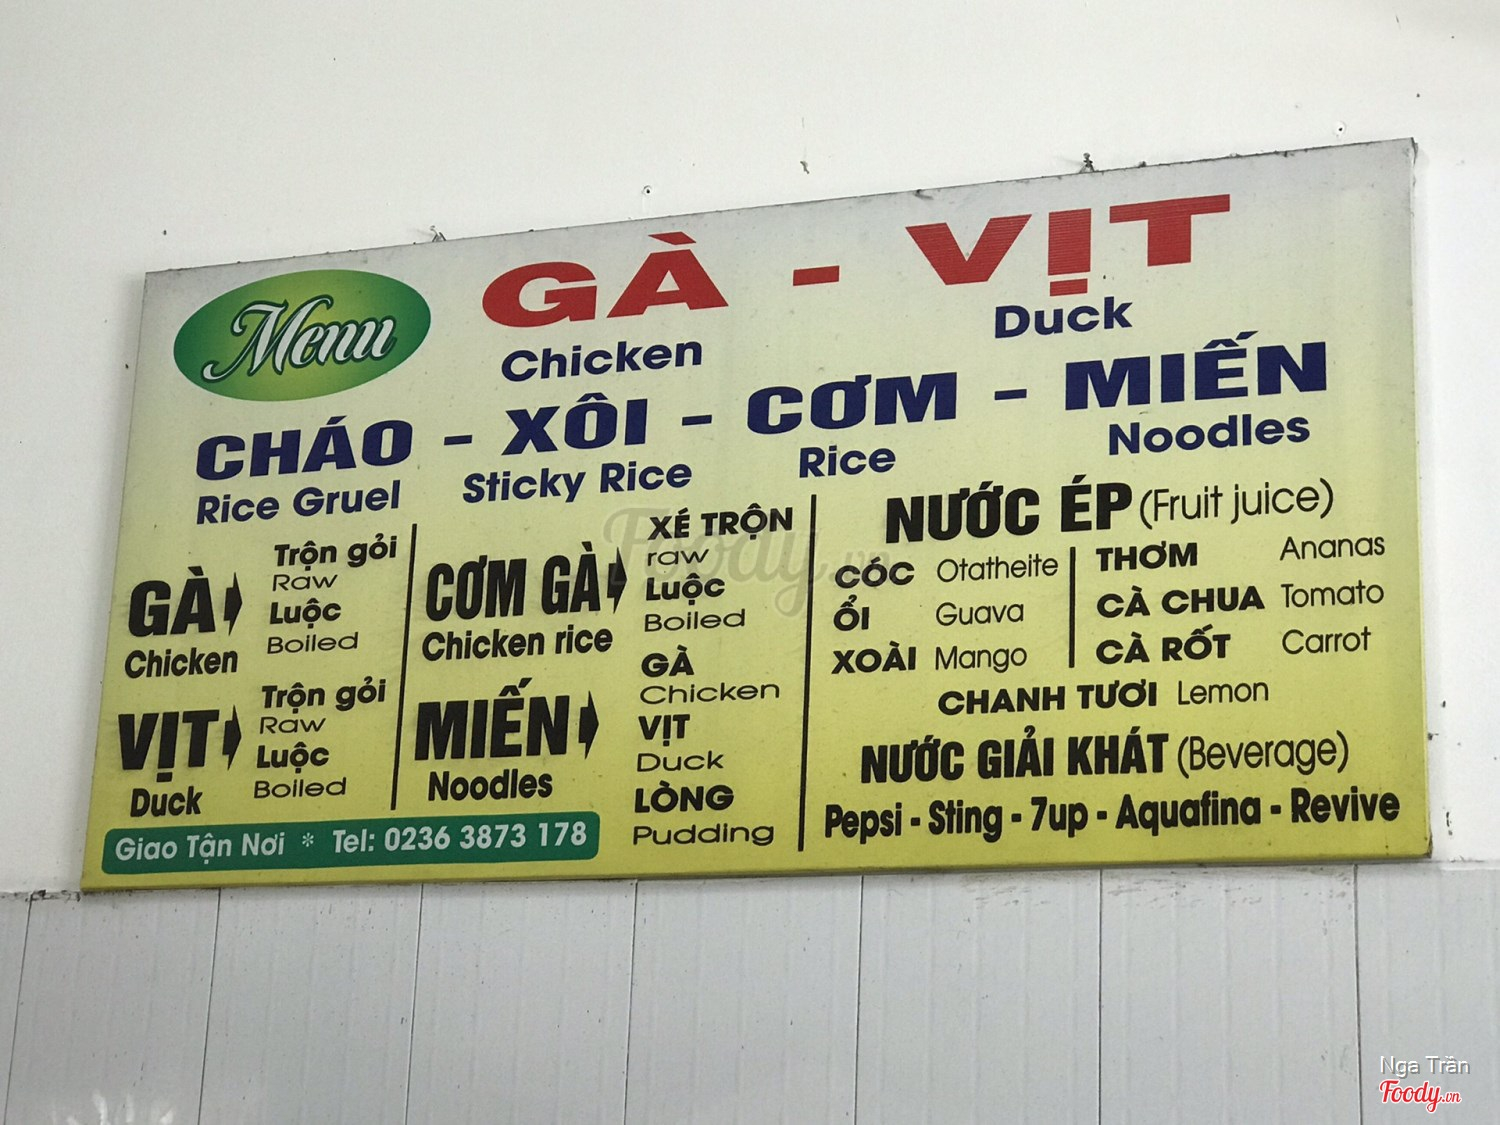 Menu
GÀ - VỊT
Chicken
Duck
CHÁO - XÔI - CƠM - MIẾN
Rice Gruel
Sticky Rice
Rice
Noodles
GÀ
Chicken
Trộn gỏi
Raw
Luộc
Boiled
VỊT
Duck
Trộn gỏi
Raw
Luộc
Boiled
Giao Tận Nơi * Tel: 0236 3873 178
CƠM GÀ
Chicken rice
XÉ TRỘN
raw
Luộc
Boiled
MIẾN
Noodles
GÀ
Chicken
VỊT
Duck
LÒNG
Pudding
NƯỚC ÉP (Fruit juice)
CÓC Otatheite
ỔI Guava
XOÀI Mango
THƠM Ananas
CÀ CHUA Tomato
CÀ RỐT Carrot
CHANH TƯƠI Lemon
NƯỚC GIẢI KHÁT (Beverage)
Pepsi - Sting - 7up - Aquafina - Revive
Foody.vn
Nga Trần
Foody.vn